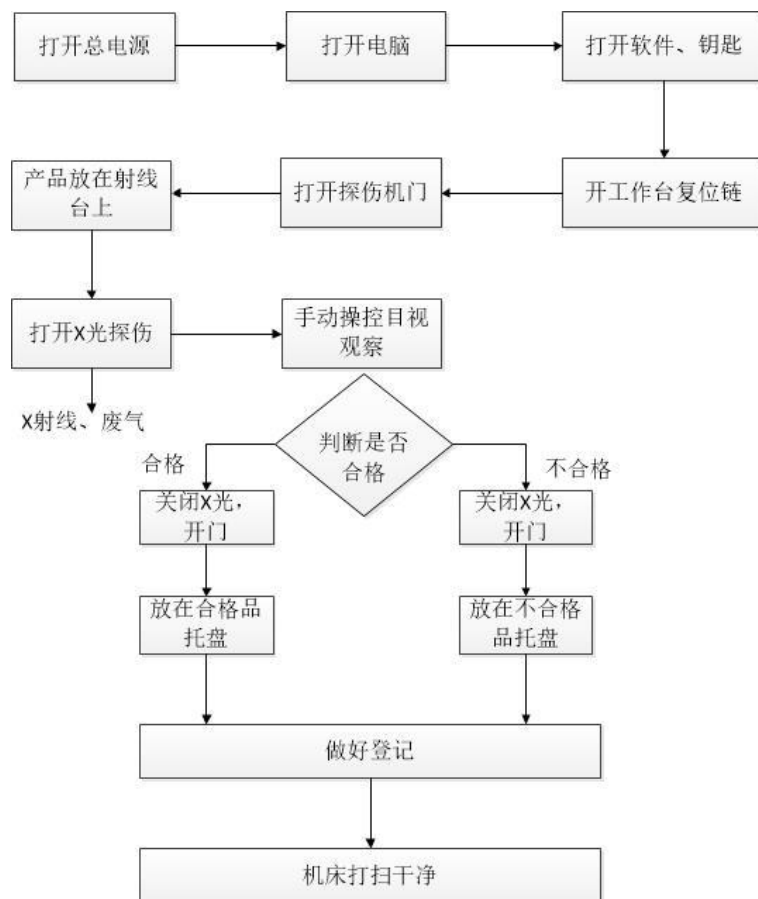 打开总电源
打开电脑
打开软件、钥匙
产品放在射线
台上
打开探伤机门
开工作台复位链
打开X光探伤
手动操控目视
观察
X射线、废气
判断是否
合格
合格
不合格
关闭X光，
开门
关闭X光，
开门
放在合格品
托盘
放在不合格
品托盘
做好登记
机床打扫干净